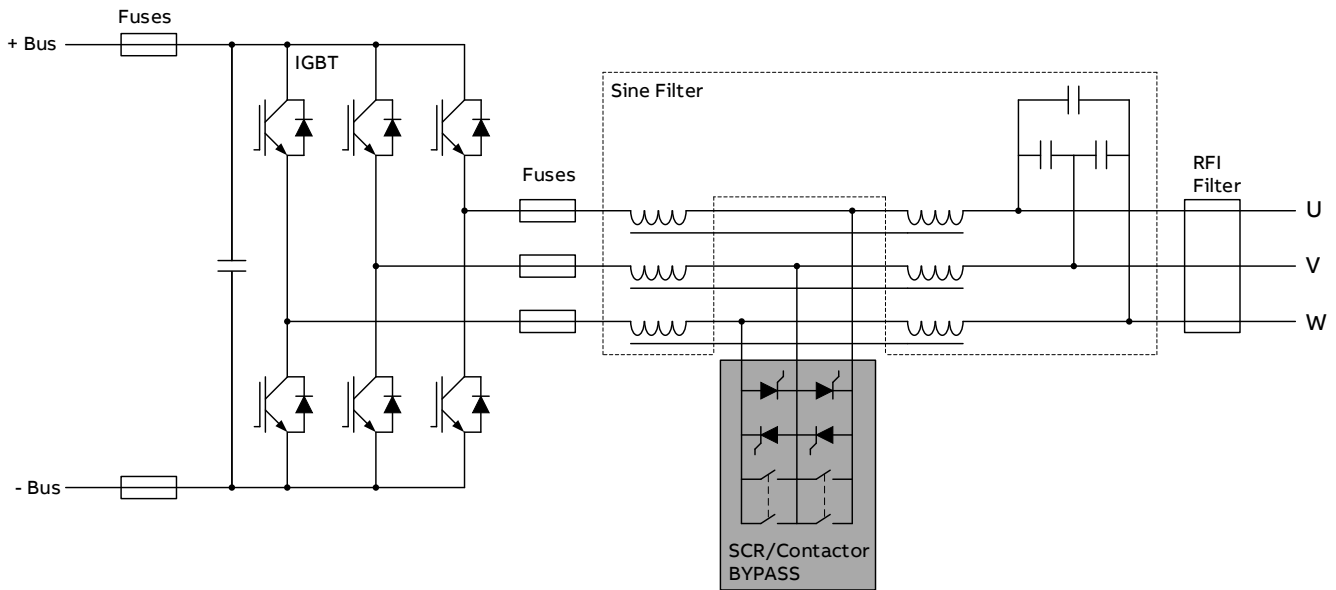 Fuses
+ Bus
IGBT
Sine Filter
Fuses
RFI
Filter
U
V
W
- Bus
SCR/Contactor
BYPASS